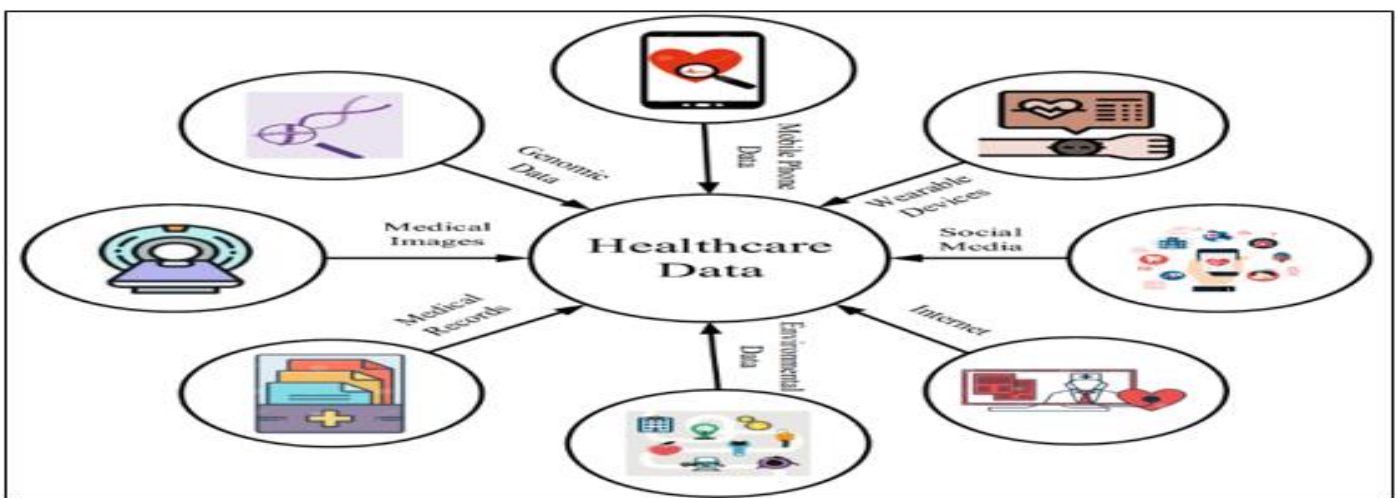 Mobile Phone
Data
Genomic
Data
Wearable
Devices
Medical
Images
Healthcare
Data
Social
Media
Medical
Records
Environmental
Data
Internet